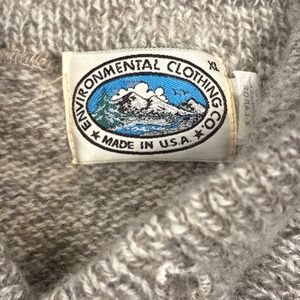 ENVIRONMENTAL CLOTHING CO.
★ MADE IN U.S.A. ★
XL